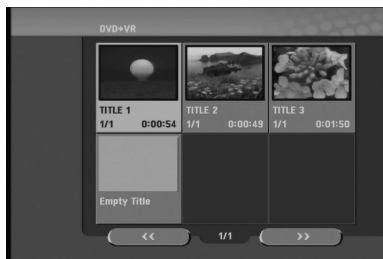 DVD+VR
TITLE 1
1/1 0:00:54
TITLE 2
1/1 0:00:49
TITLE 3
1/1 0:01:50
Empty Title
<< 1/1 >>